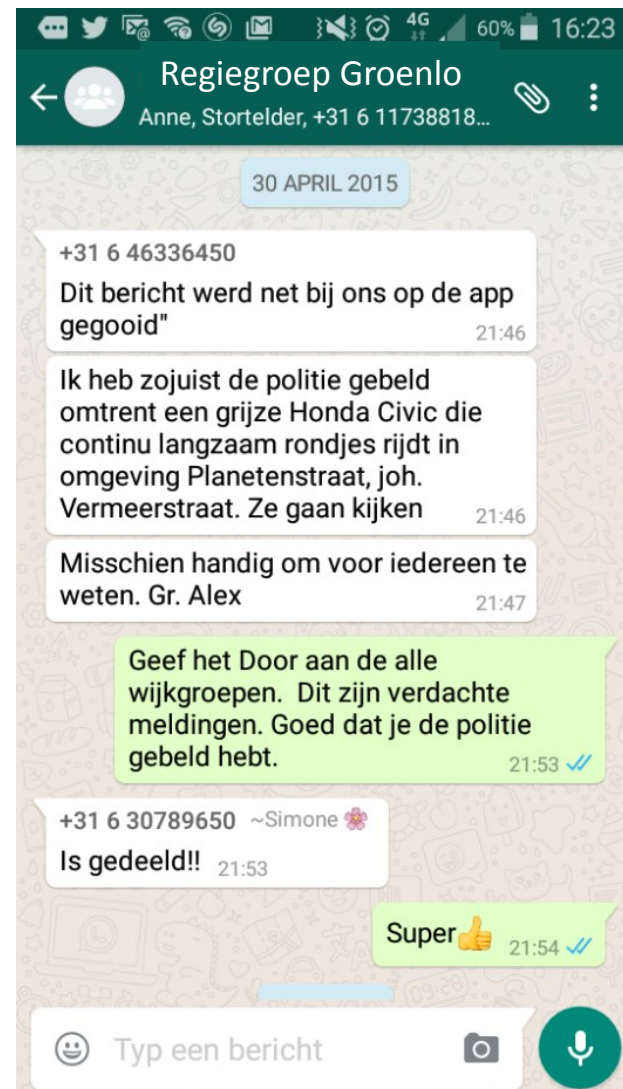 4G 60% 16:23
Regiegroep Groenlo
Anne, Stortelder, +31 6 11738818...
30 APRIL 2015
+31 6 46336450
Dit bericht werd net bij ons op de app
gegooid"
21:46
Ik heb zojuist de politie gebeld
omtrent een grijze Honda Civic die
continu langzaam rondjes rijdt in
omgeving Planetenstraat, joh.
Vermeerstraat. Ze gaan kijken
21:46
Misschien handig om voor iedereen te
weten. Gr. Alex
21:47
Geef het Door aan de alle
wijkgroepen. Dit zijn verdachte
meldingen. Goed dat je de politie
gebeld hebt.
21:53
+31 6 30789650 ~Simone 🌸
Is gedeeld!! 21:53
Super👍 21:54
Typ een bericht